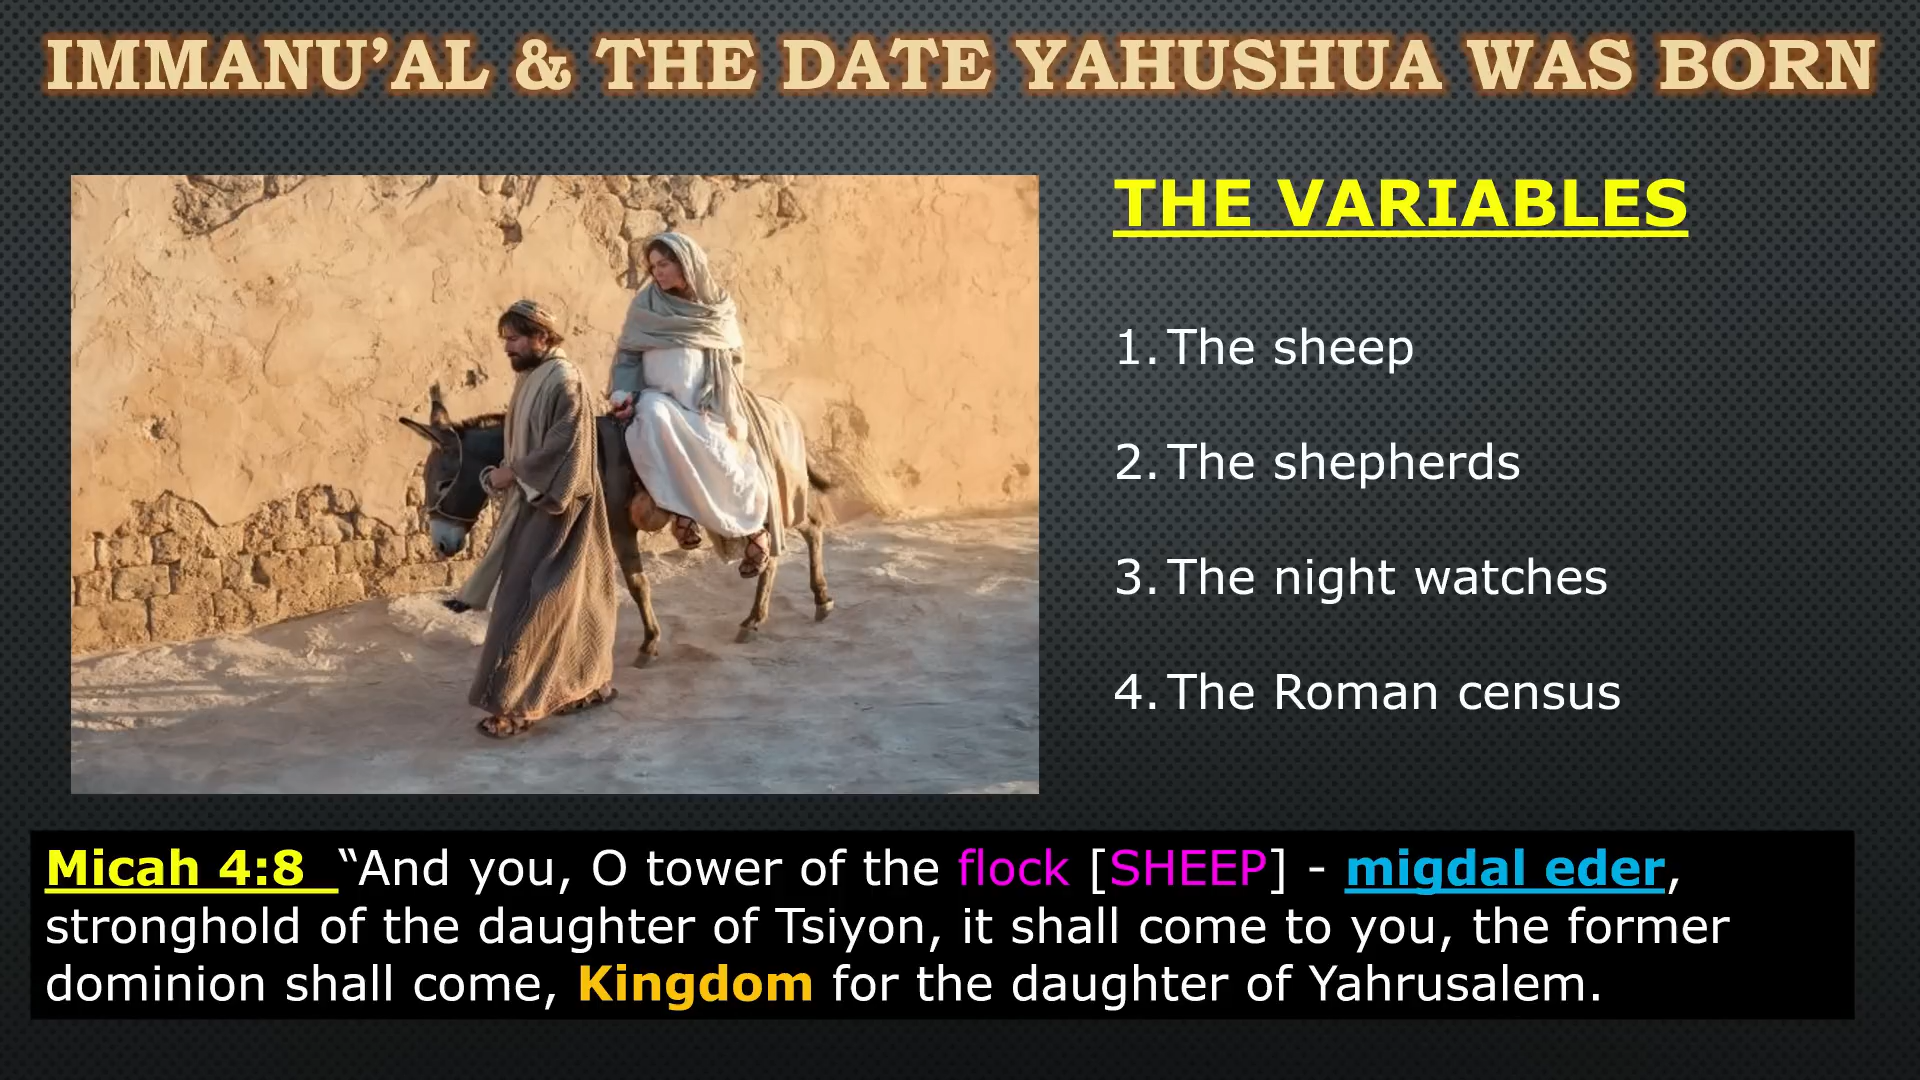 IMMANU’AL & THE DATE YAHUSHUA WAS BORN
THE VARIABLES
1. The sheep
2. The shepherds
3. The night watches
4. The Roman census
Micah 4:8 “And you, O tower of the flock [SHEEP] - migdal eder,
stronghold of the daughter of Tsiyon, it shall come to you, the former
dominion shall come, Kingdom for the daughter of Yahrusalem.